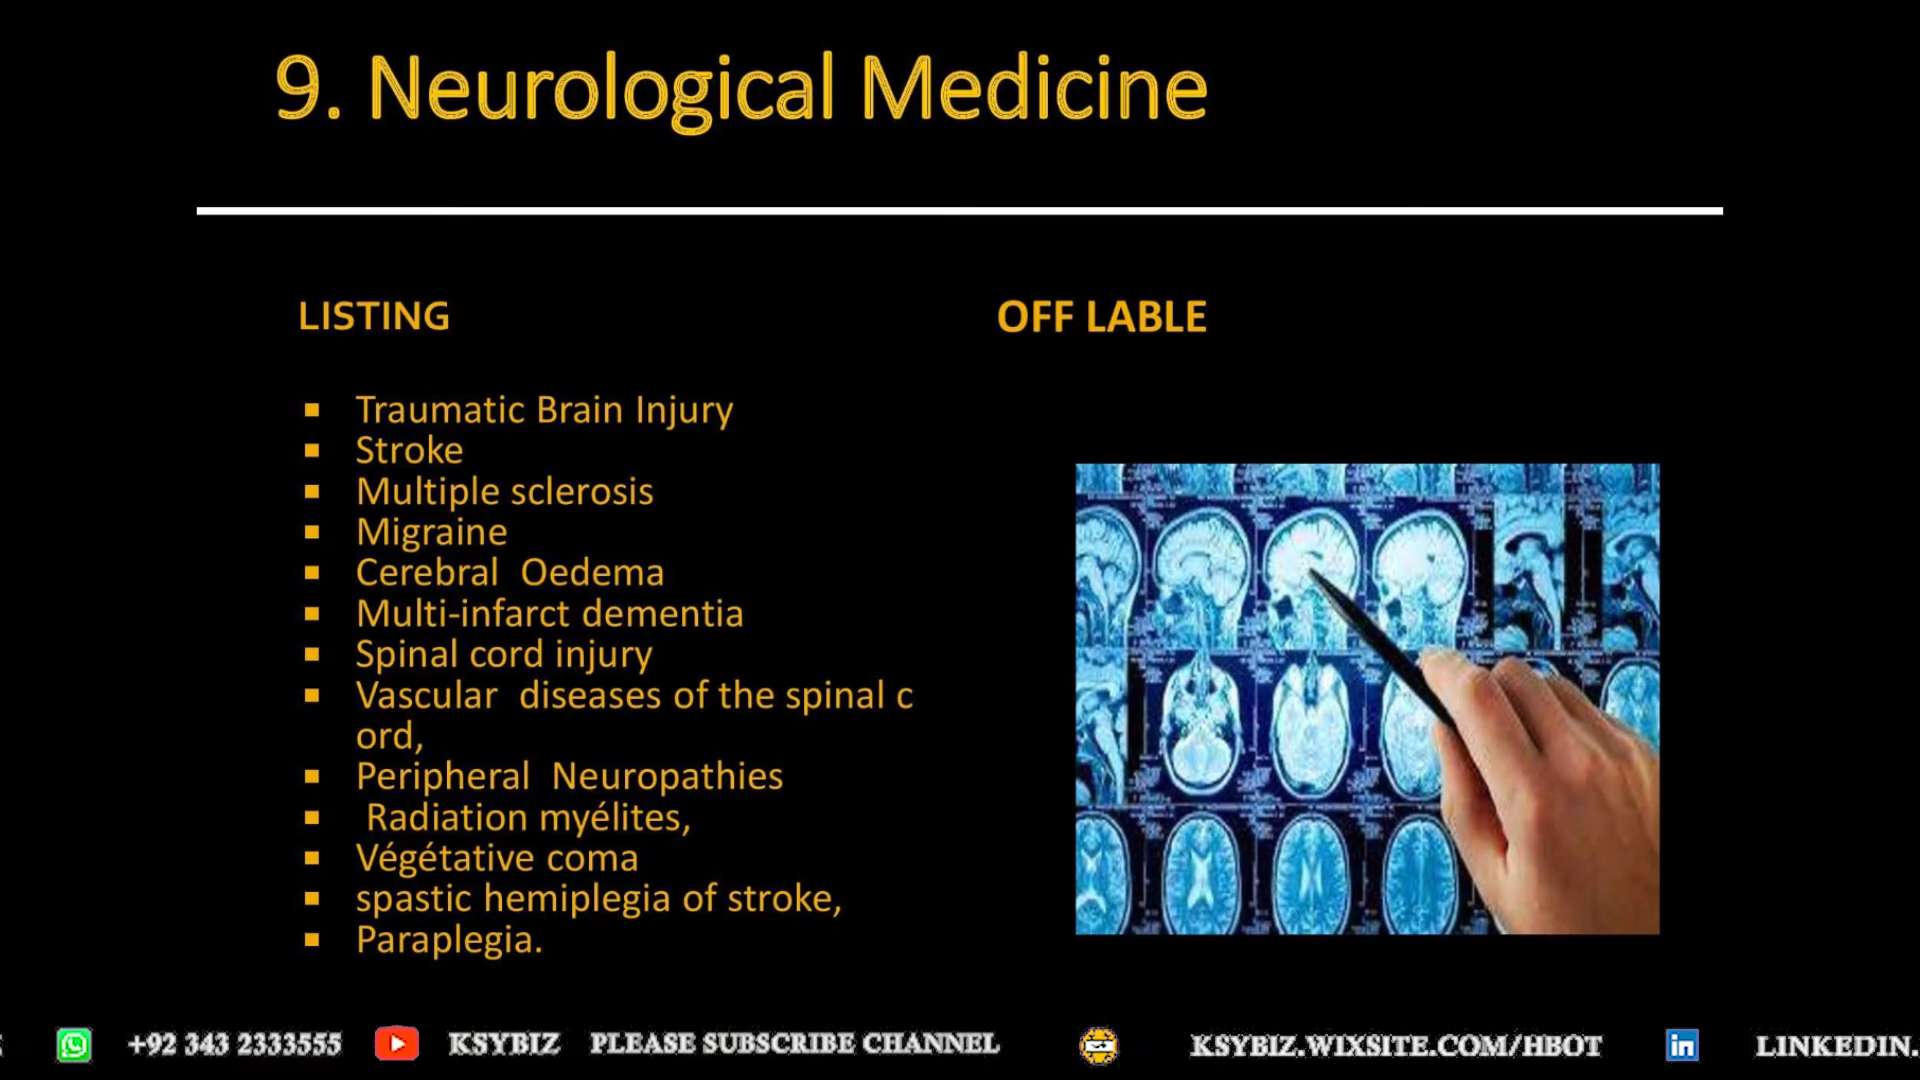 9. Neurological Medicine
LISTING
OFF LABLE
▪ Traumatic Brain Injury
▪ Stroke
▪ Multiple sclerosis
▪ Migraine
▪ Cerebral  Oedema
▪ Multi-infarct dementia
▪ Spinal cord injury
▪ Vascular  diseases of the spinal c
ord,
▪ Peripheral  Neuropathies
▪ Radiation myélites,
▪ Végétative coma
▪ spastic hemiplegia of stroke,
▪ Paraplegia.
+92 343 2333555 KSYBIZ PLEASE SUBSCRIBE CHANNEL KSYBIZ.WIXSITE.COM/HBOT in LINKEDIN.